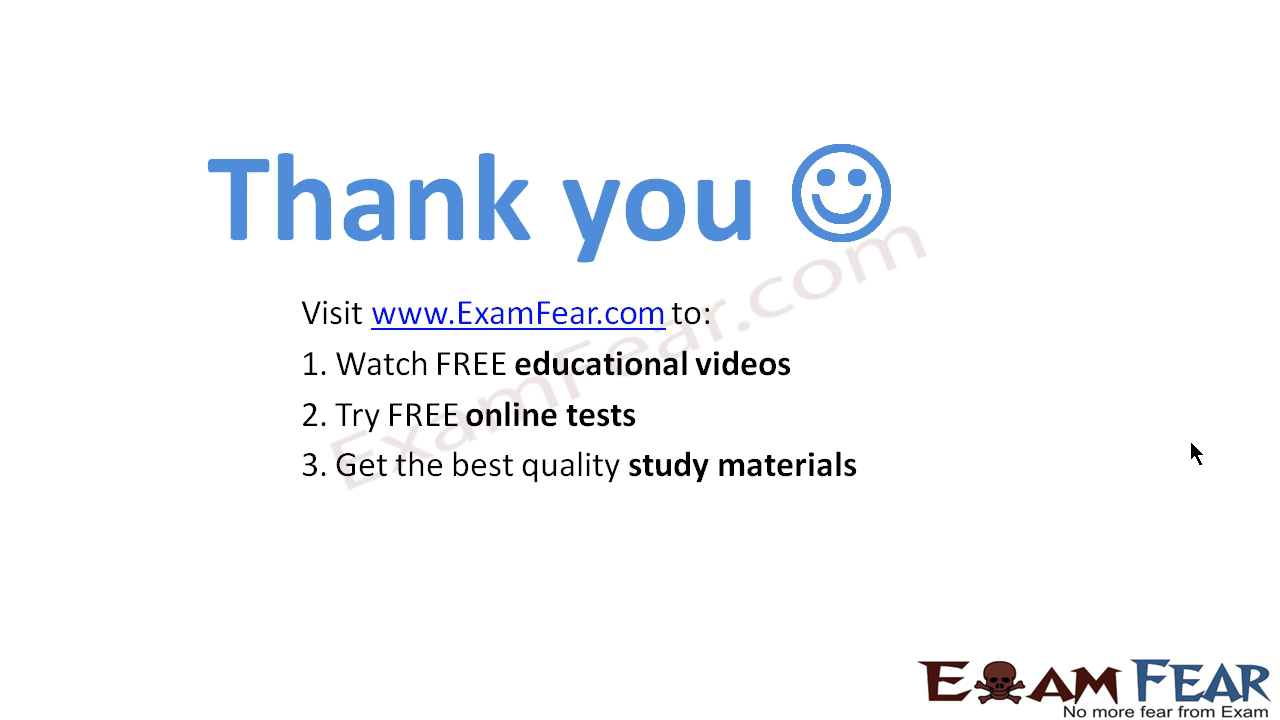 Thank you
Visit www.ExamFear.com to:
1. Watch FREE educational videos
2. Try FREE online tests
3. Get the best quality study materials
ExamFear.com
EXAM FEAR
No more fear from Exam